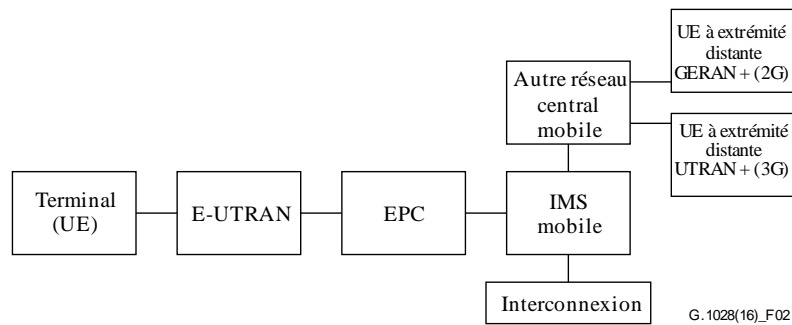 UE à extrémité
distante
GERAN + (2G)
Autre réseau
central
mobile
UE à extrémité
distante
UTRAN + (3G)
Terminal
(UE)
E-UTRAN
EPC
IMS
mobile
Interconnexion
G.1028(16)_F02